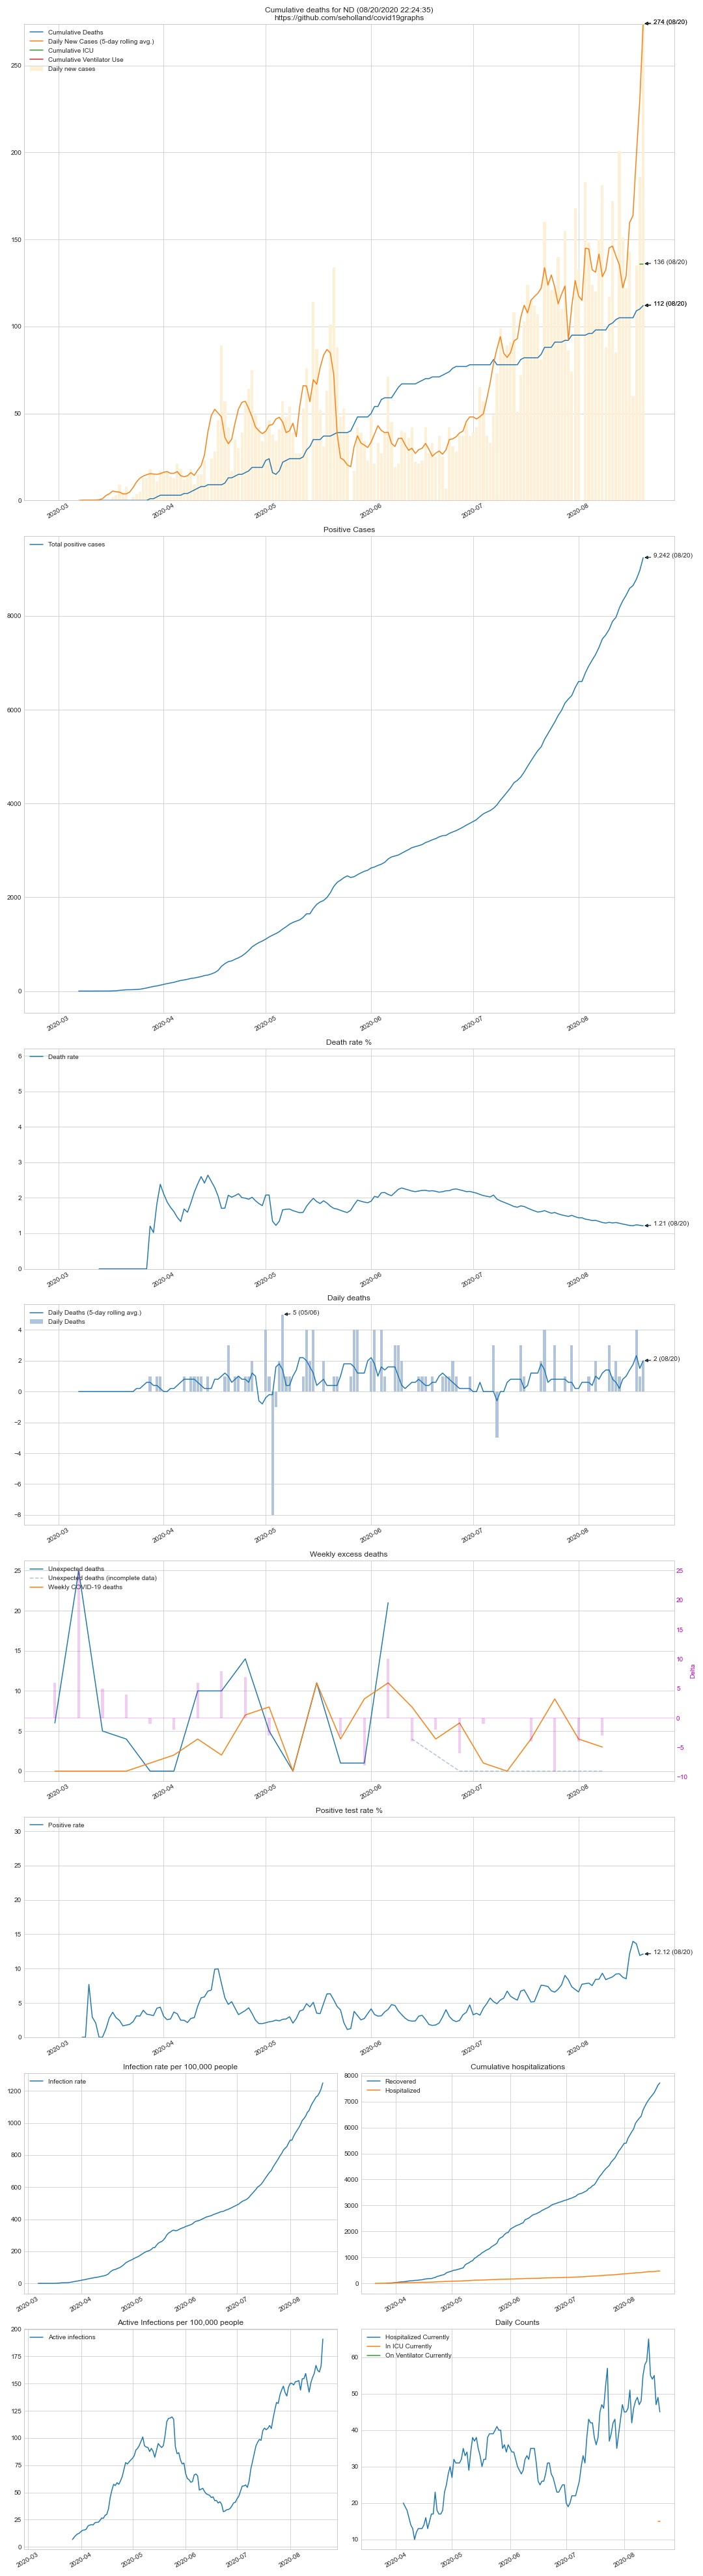 Cumulative deaths for ND (08/20/2020 22:24:35)
https://github.com/seholland/covid19graphs
Cumulative Deaths
Daily New Cases (5-day rolling avg.)
Cumulative ICU
Cumulative Ventilator Use
Daily new cases
274 (08/20)
136 (08/20)
112 (08/20)
250
200
150
100
50
0
2020-03 2020-04 2020-05 2020-06 2020-07 2020-08
Positive Cases
Total positive cases
9,242 (08/20)
8000
6000
4000
2000
0
2020-03 2020-04 2020-05 2020-06 2020-07 2020-08
Death rate %
Death rate
1.21 (08/20)
6
5
4
3
2
1
0
2020-03 2020-04 2020-05 2020-06 2020-07 2020-08
Daily deaths
Daily Deaths (5-day rolling avg.)
Daily Deaths
5 (05/06)
2 (08/20)
4
2
0
−2
−4
−6
−8
2020-03 2020-04 2020-05 2020-06 2020-07 2020-08
Weekly excess deaths
Unexpected deaths
Unexpected deaths (incomplete data)
Weekly COVID-19 deaths
25
20
15
10
5
0
25
20
15
10
5
0
−5
−10
Delta
2020-03 2020-04 2020-05 2020-06 2020-07 2020-08
Positive test rate %
Positive rate
12.12 (08/20)
30
25
20
15
10
5
0
2020-03 2020-04 2020-05 2020-06 2020-07 2020-08
Infection rate per 100,000 people
Infection rate
1200
1000
800
600
400
200
0
2020-03 2020-04 2020-05 2020-06 2020-07 2020-08
Cumulative hospitalizations
Recovered
Hospitalized
8000
7000
6000
5000
4000
3000
2000
1000
0
2020-04 2020-05 2020-06 2020-07 2020-08
Active Infections per 100,000 people
Active infections
200
175
150
125
100
75
50
25
0
2020-03 2020-04 2020-05 2020-06 2020-07 2020-08
Daily Counts
Hospitalized Currently
In ICU Currently
On Ventilator Currently
60
50
40
30
20
10
2020-04 2020-05 2020-06 2020-07 2020-08